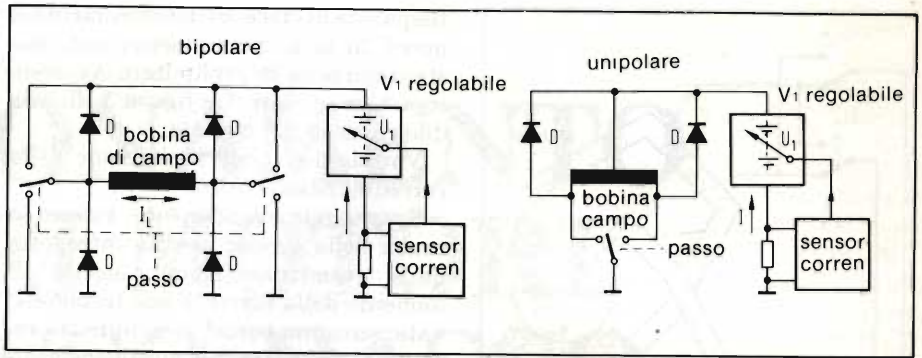 bipolare
V1 regolabile
D
D
U1
bobina
di campo
IL
I
D
D
passo
sensor
corren
unipolare
V1 regolabile
D
D
U1
bobina
campo
I
passo
sensor
corren